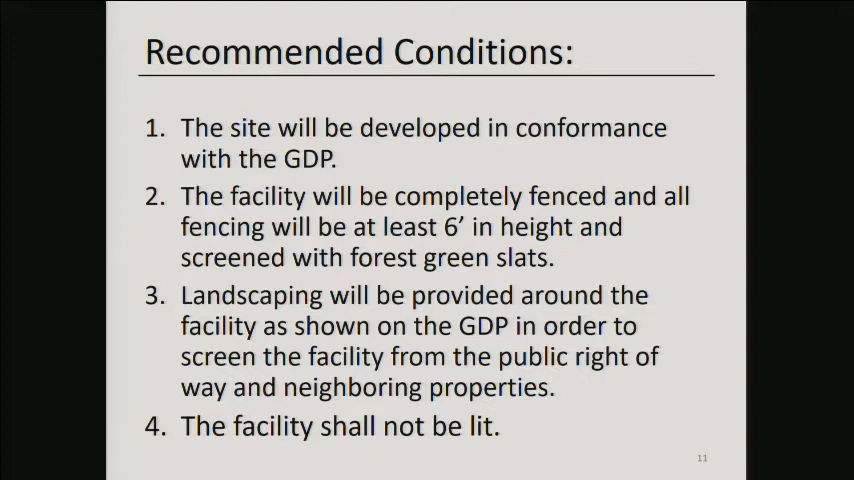 Recommended Conditions:
1. The site will be developed in conformance
with the GDP.
2. The facility will be completely fenced and all
fencing will be at least 6’ in height and
screened with forest green slats.
3. Landscaping will be provided around the
facility as shown on the GDP in order to
screen the facility from the public right of
way and neighboring properties.
4. The facility shall not be lit.
11